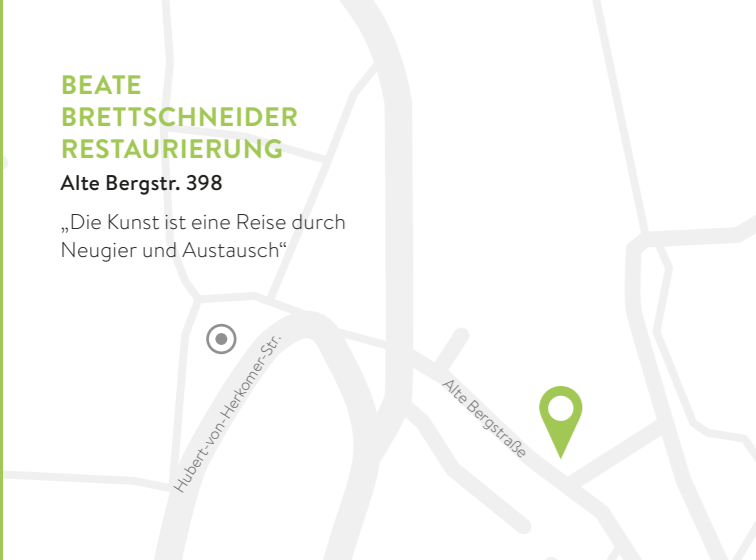 BEATE
BRETTSCHNEIDER
RESTAURIERUNG
Alte Bergstr. 398
„Die Kunst ist eine Reise durch
Neugier und Austausch“
Hubert-von-Herkomer-Str.
Alte Bergstraße